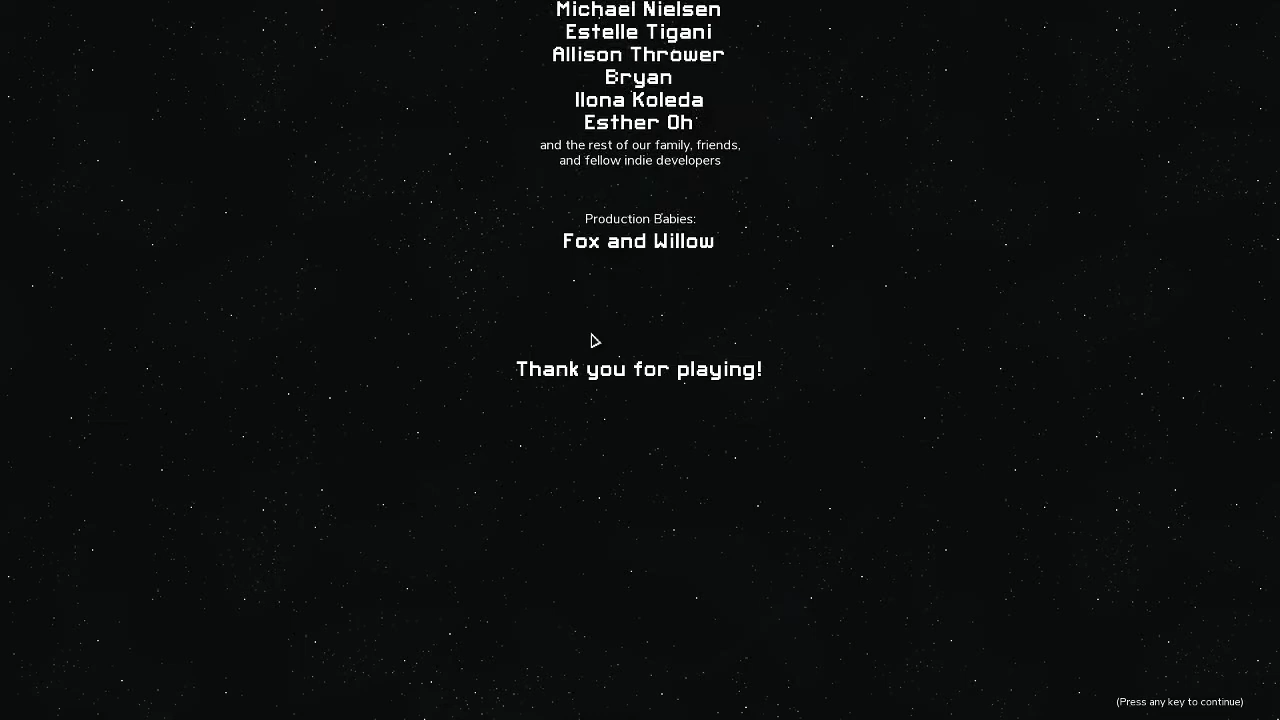 Michael Nielsen
Estelle Tigani
Allison Thrower
Bryan
Ilona Koleda
Esther Oh
and the rest of our family, friends,
and fellow indie developers
Production Babies:
Fox and Willow
Thank you for playing!
(Press any key to continue)